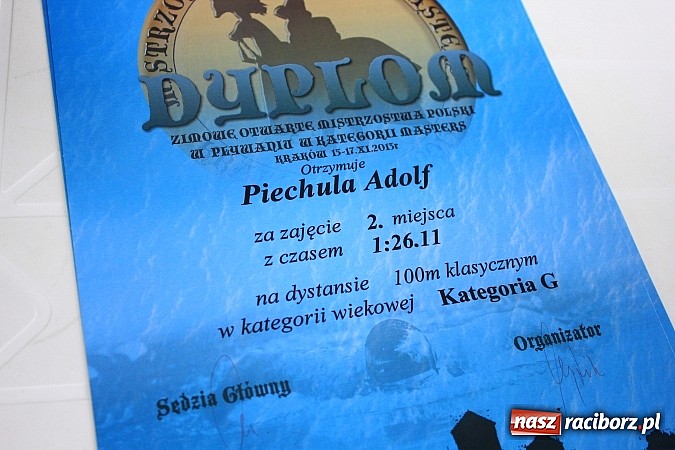 DYPLOM
ZIMOWE OTWARTE MISTRZOSTWA POLSKI
W PŁYWANIU W KATEGORII MASTERS
KRAKÓW 15-17.XI.2013r
Otrzymuje
Piechula Adolf
za zajęcie 2. miejsca
z czasem 1:26.11
na dystansie 100m klasycznym
w kategorii wiekowej Kategoria G
Organizator
Sędzia Główny
nasz raciborz.pl